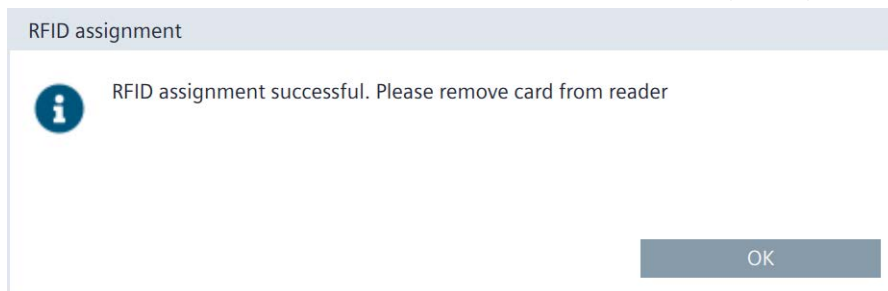 RFID assignment
RFID assignment successful. Please remove card from reader
OK